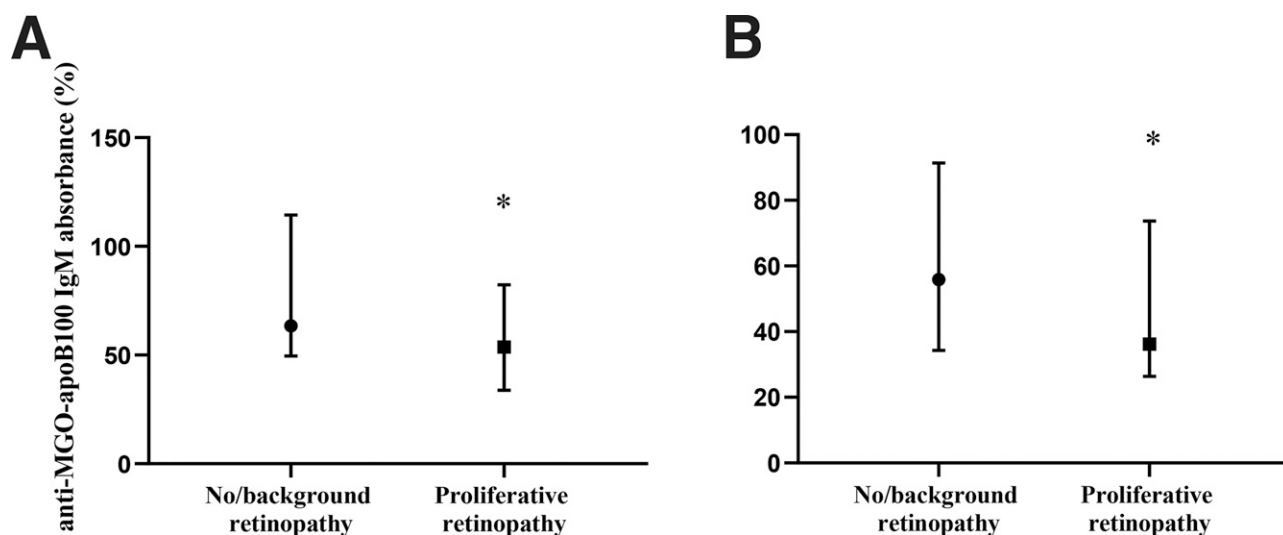 A
anti-MGO-apoB100 IgM absorbance (%)
150
100
50
0
No/background
retinopathy
Proliferative
retinopathy
*
B
100
80
60
40
20
0
No/background
retinopathy
Proliferative
retinopathy
*